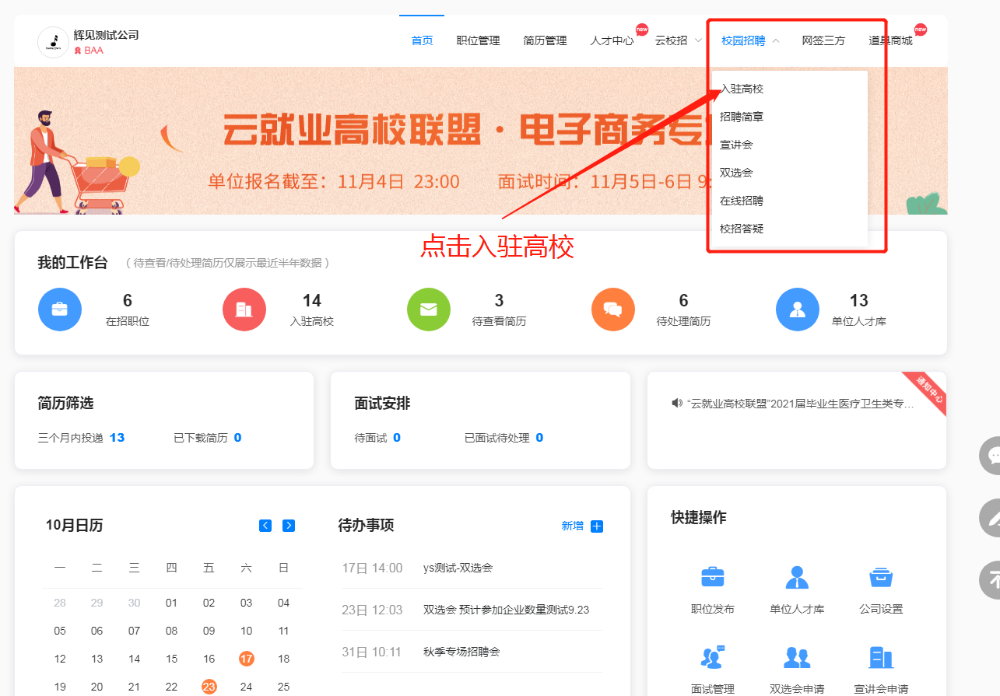 辉见测试公司
BAA
首页 职位管理 简历管理 人才中心 new 云校招 校园招聘 网签三方 道具商城 new
入驻高校
招聘简章
宣讲会
双选会
在线招聘
校招答疑
云就业高校联盟·电子商务专
单位报名截至：11月4日 23:00 面试时间：11月5日-6日 9:
点击入驻高校
我的工作台 （ 待查看/待处理简历仅展示最近半年数据 ）
6 14 3 6 13
在招职位 入驻高校 待查看简历 待处理简历 单位人才库
简历筛选
三个月内投递 13 已下载简历 0
面试安排
待面试 0 已面试待处理 0
通知中心
“云就业高校联盟”2021届毕业生医疗卫生类专…
10月日历
一 二 三 四 五 六 日
28 29 30 01 02 03 04
05 06 07 08 09 10 11
12 13 14 15 16 17 18
19 20 21 22 23 24 25
待办事项 新增
17日 14:00 ys测试-双选会
23日 12:03 双选会 预计参加企业数量测试9.23
31日 10:11 秋季专场招聘会
快捷操作
职位发布 单位人才库 公司设置
面试管理 双选会申请 宣讲会申请